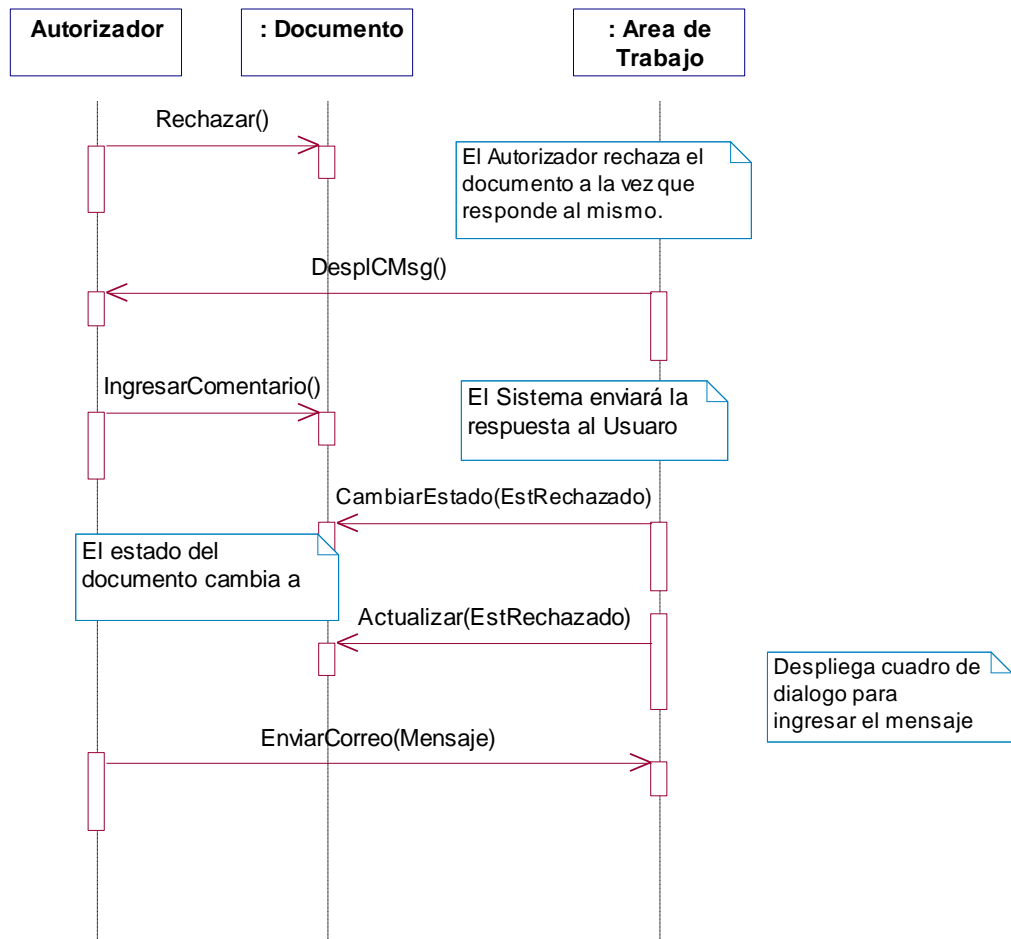 Autorizador
: Documento
: Area de
Trabajo
Rechazar()
El Autorizador rechaza el
documento a la vez que
responde al mismo.
DesplCMsg()
IngresarComentario()
El Sistema enviará la
respuesta al Usuaro
CambiarEstado(EstRechazado)
El estado del
documento cambia a
Actualizar(EstRechazado)
Despliega cuadro de
dialogo para
ingresar el mensaje
EnviarCorreo(Mensaje)